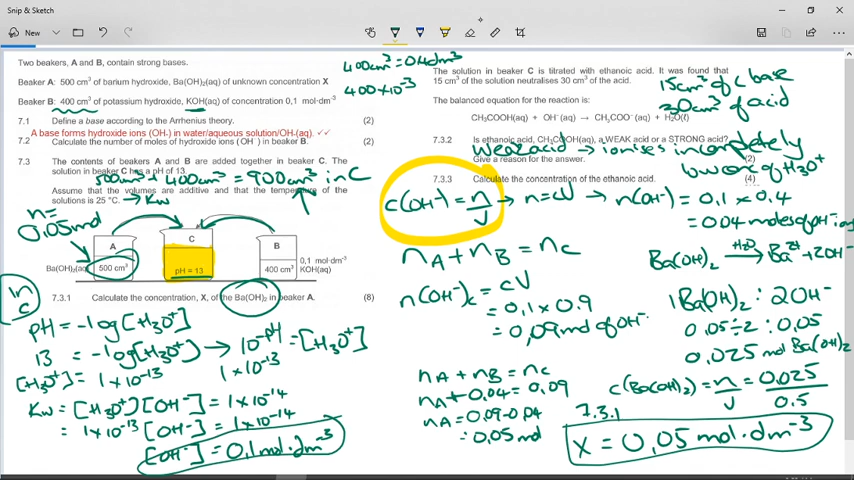 Snip & Sketch
New
Two beakers, A and B, contain strong bases.
Beaker A: 500 cm³ of barium hydroxide, Ba(OH)₂(aq) of unknown concentration X
Beaker B: 400 cm³ of potassium hydroxide, KOH(aq) of concentration 0,1 mol·dm⁻³
7.1 Define a base according to the Arrhenius theory. (2)
A base forms hydroxide ions (OH-) in water/aqueous solution/OH-(aq). ✓✓
7.2 Calculate the number of moles of hydroxide ions (OH⁻) in beaker B. (2)
7.3 The contents of beakers A and B are added together in beaker C. The
solution in beaker C has a pH of 13.
500cm³ + 400cm³ = 900cm³ in C
Assume that the volumes are additive and that the temperature of the
solutions is 25 °C. → Kw
n =
0.05mol
A
C
B
Ba(OH)₂(aq)
500 cm³
pH = 13
400 cm³
0,1 mol·dm⁻³
KOH(aq)
7.3.1 Calculate the concentration, X, of the Ba(OH)₂ in beaker A. (8)
in
C
pH = -log[H₃O⁺]
13 = -log[H₃O⁺] → 10^-pH = [H₃O⁺]
[H₃O⁺] = 1×10⁻¹³
1×10⁻¹³
Kw = [H₃O⁺][OH⁻] = 1×10⁻¹⁴
= 1×10⁻¹³[OH⁻] = 1×10⁻¹⁴
[OH⁻] = 0.1mol·dm⁻³
400cm³ = 0.4dm³
400×10⁻³
The solution in beaker C is titrated with ethanoic acid. It was found that
15 cm³ of the solution neutralises 30 cm³ of the acid.
15cm³ of C base
30cm³ of acid
The balanced equation for the reaction is:
CH₃COOH(aq) + OH⁻(aq) → CH₃COO⁻(aq) + H₂O(ℓ)
7.3.2 Is ethanoic acid, CH₃COOH(aq), a WEAK acid or a STRONG acid?
Weak acid → ionises incompletely
Give a reason for the answer. (2)
low conc of H₃O⁺
7.3.3 Calculate the concentration of the ethanoic acid. (4)
c(OH⁻) = n/V → n = cV → n(OH⁻) = 0.1 × 0.4
= 0.04 moles of OH⁻ ions
nA + nB = nC
n(OH⁻)c = cV
= 0.1 × 0.9
= 0,09 mol of OH⁻
nA + nB = nC
nA + 0.04 = 0.09
nA = 0.09-0.04
= 0,05 mol
Ba(OH)₂ H₂O→ Ba²⁺ + 2OH⁻
1Ba(OH)₂ : 2OH⁻
0.05÷2 : 0.05
0.025 mol Ba(OH)₂
c(Ba(OH)₂) = n/V = 0.025/0.5
7.3.1
X = 0,05 mol·dm⁻³